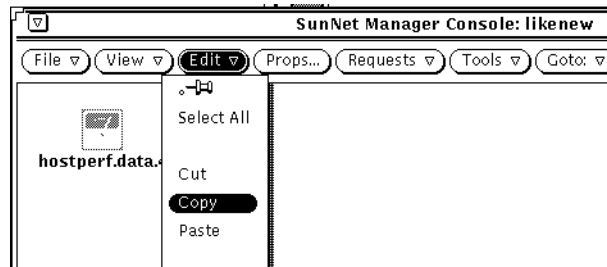 SunNet Manager Console: likenew
File View Edit Props... Requests Tools Goto:
Select All
hostperf.data.
Cut
Copy
Paste